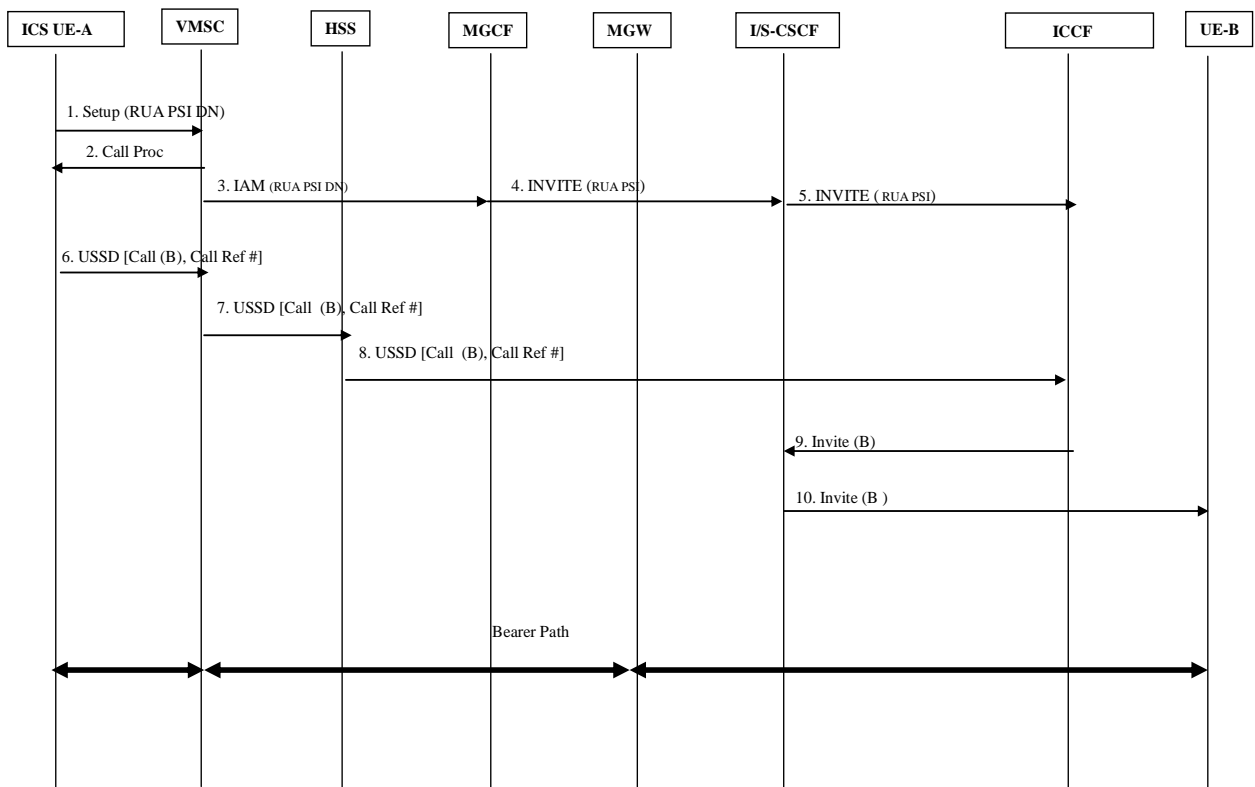 ICS UE-A
VMSC
HSS
MGCF
MGW
I/S-CSCF
ICCF
UE-B
1. Setup (RUA PSI DN)
2. Call Proc
3. IAM (RUA PSI DN)
4. INVITE (RUA PSI)
5. INVITE ( RUA PSI)
6. USSD [Call (B), Call Ref #]
7. USSD [Call (B), Call Ref #]
8. USSD [Call (B), Call Ref #]
9. Invite (B)
10. Invite (B )
Bearer Path